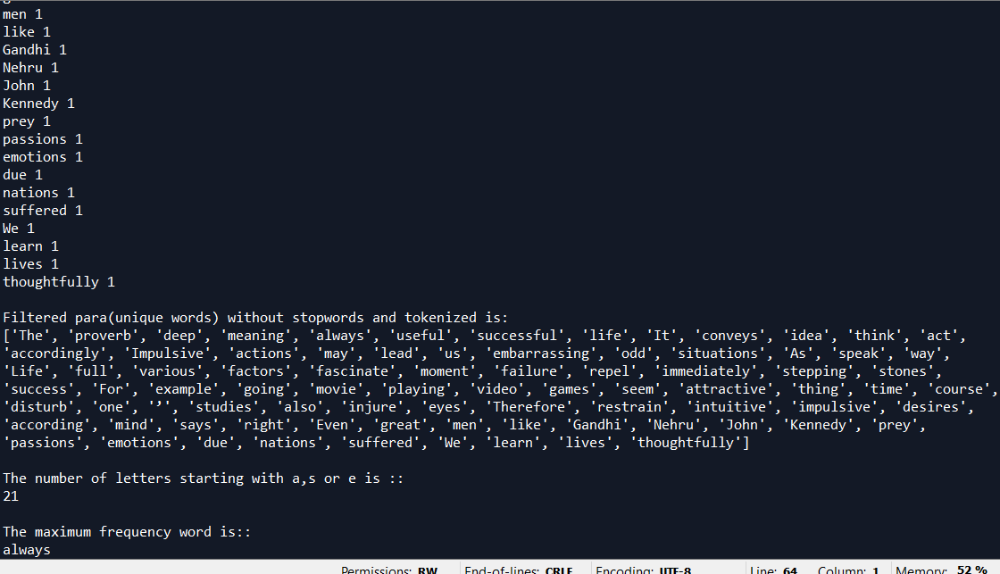 men 1
like 1
Gandhi 1
Nehru 1
John 1
Kennedy 1
prey 1
passions 1
emotions 1
due 1
nations 1
suffered 1
We 1
learn 1
lives 1
thoughtfully 1
Filtered para(unique words) without stopwords and tokenized is:
['The', 'proverb', 'deep', 'meaning', 'always', 'useful', 'successful', 'life', 'It', 'conveys', 'idea', 'think', 'act',
'accordingly', 'Impulsive', 'actions', 'may', 'lead', 'us', 'embarrassing', 'odd', 'situations', 'As', 'speak', 'way',
'Life', 'full', 'various', 'factors', 'fascinate', 'moment', 'failure', 'repel', 'immediately', 'stepping', 'stones',
'success', 'For', 'example', 'going', 'movie', 'playing', 'video', 'games', 'seem', 'attractive', 'thing', 'time', 'course',
'disturb', 'one', '’', 'studies', 'also', 'injure', 'eyes', 'Therefore', 'restrain', 'intuitive', 'impulsive', 'desires',
'according', 'mind', 'says', 'right', 'Even', 'great', 'men', 'like', 'Gandhi', 'Nehru', 'John', 'Kennedy', 'prey',
'passions', 'emotions', 'due', 'nations', 'suffered', 'We', 'learn', 'lives', 'thoughtfully']
The number of letters starting with a,s or e is ::
21
The maximum frequency word is::
always
Permissions: RW End-of-lines: CRLF Encoding: UTF-8 Line: 64 Column: 1 Memory: 52 %